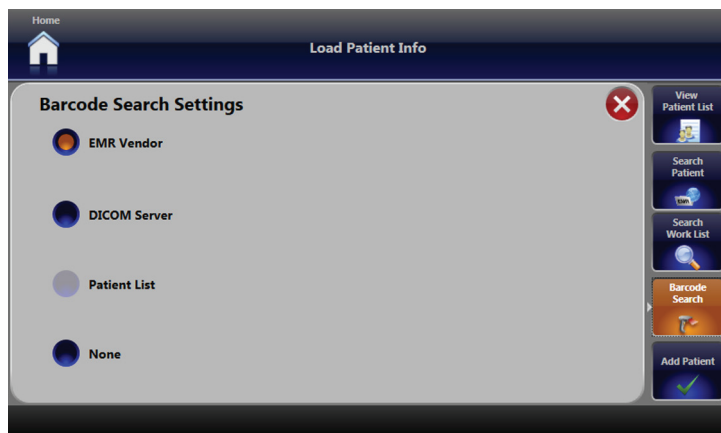 Home
Load Patient Info
Barcode Search Settings
EMR Vendor
DICOM Server
Patient List
None
View
Patient List
Search
Patient
EMR
Search
Work List
Barcode
Search
Add Patient